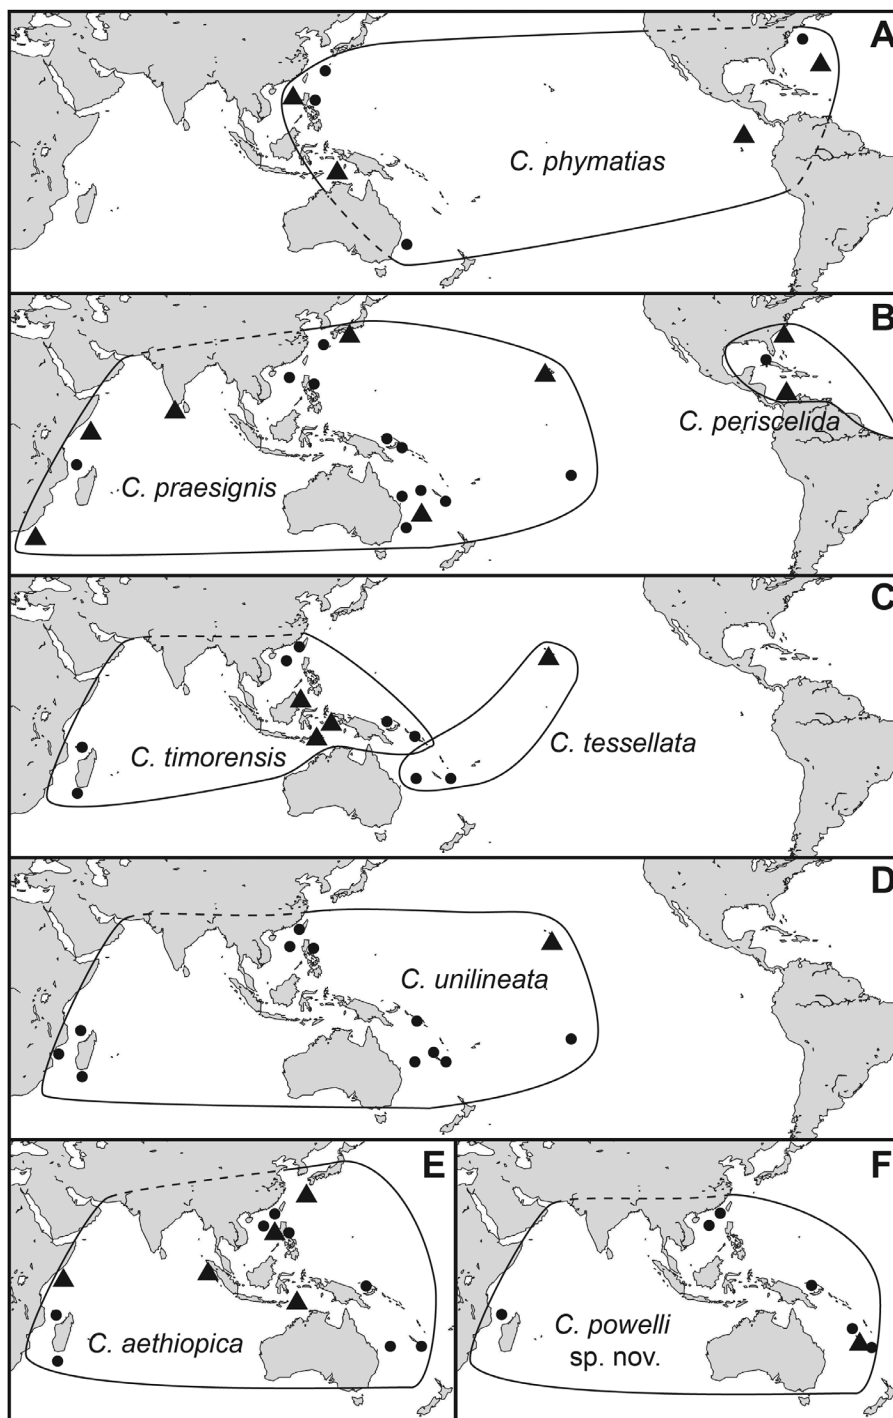 A
C. phymatias
B
C. periscelida
C. praesignis
C
C. timorensis
C. tessellata
D
C. unilineata
E
C. aethiopica
F
C. powelli
sp. nov.